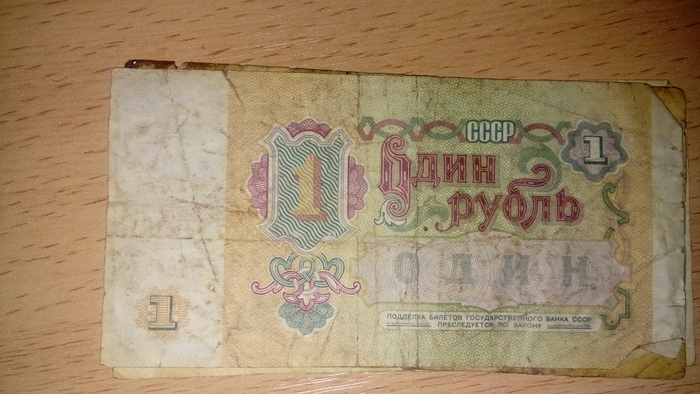 СССР
1
1
Один
рубль
ОДИН
1
ПОДДЕЛКА БИЛЕТОВ ГОСУДАРСТВЕННОГО БАНКА СССР
ПРЕСЛЕДУЕТСЯ ПО ЗАКОНУ